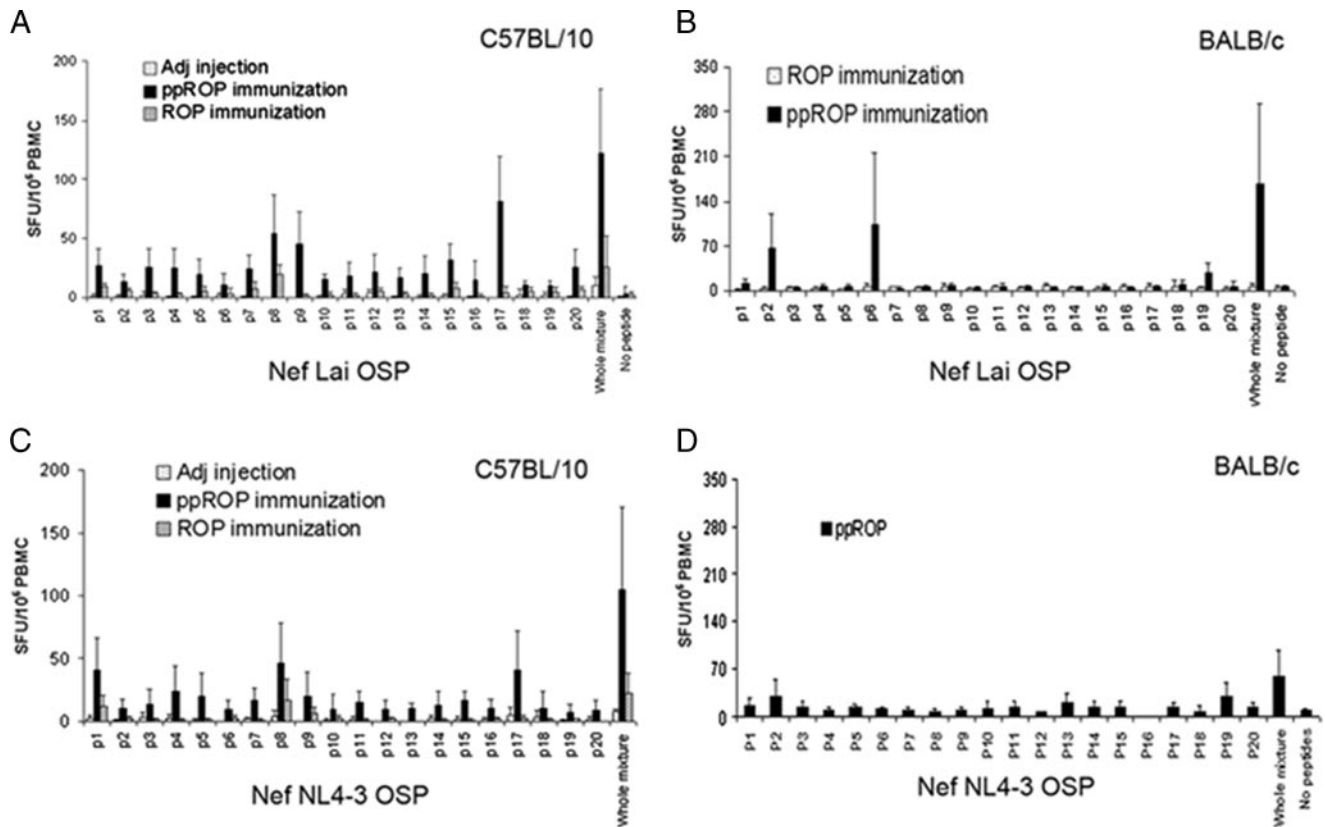 A
C57BL/10
Adj injection
ppROP immunization
ROP immunization
SFU/10⁶ PBMC
200
150
100
50
0
p1 p2 p3 p4 p5 p6 p7 p8 p9 p10 p11 p12 p13 p14 p15 p16 p17 p18 p19 p20 Whole mixture No peptide
Nef Lai OSP
B
BALB/c
ROP immunization
ppROP immunization
SFU/10⁶ PBMC
350
280
210
140
70
0
p1 p2 p3 p4 p5 p6 p7 p8 p9 p10 p11 p12 p13 p14 p15 p16 p17 p18 p19 p20 Whole mixture No peptide
Nef Lai OSP
C
C57BL/10
Adj injection
ppROP immunization
ROP immunization
SFU/10⁶ PBMC
200
150
100
50
0
p1 p2 p3 p4 p5 p6 p7 p8 p9 p10 p11 p12 p13 p14 p15 p16 p17 p18 p19 p20 Whole mixture
Nef NL4-3 OSP
D
BALB/c
ppROP
SFU/10⁶ PBMC
350
280
210
140
70
0
P1 P2 P3 P4 P5 P6 P7 P8 P9 P10 P11 P12 P13 P14 P15 P16 P17 P18 P19 P20 Whole mixture No peptides
Nef NL4-3 OSP